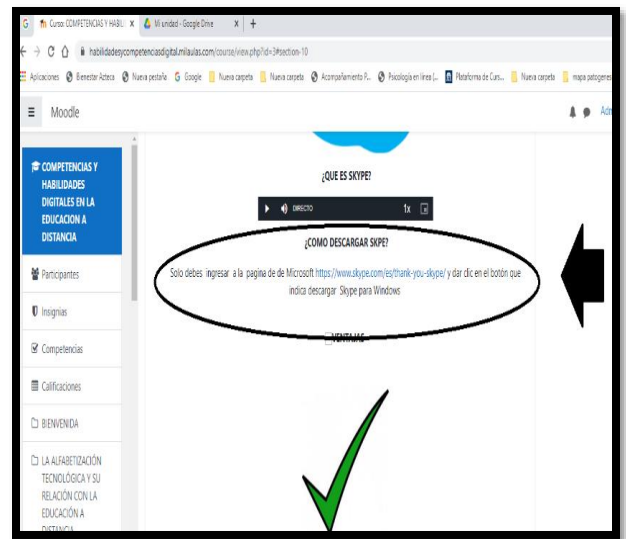 Curso: COMPETENCIAS Y HABIL X
Mi unidad - Google Drive X +
habilidadesycompetenciasdigital.milaulas.com/course/view.php?id=3#section-10
Aplicaciones Bienestar Azteca Nueva pestaña Google Nueva carpeta Nueva carpeta Acompañamiento P... Psicología en línea (... Plataforma de Curs... Nueva carpeta mapa patogenes
Moodle
COMPETENCIAS Y
HABILIDADES
DIGITALES EN LA
EDUCACION A
DISTANCIA
Participantes
Insignias
Competencias
Calificaciones
BIENVENIDA
LA ALFABETIZACIÓN
TECNOLÓGICA Y SU
RELACIÓN CON LA
EDUCACIÓN A
DISTANCIA
¿QUE ES SKYPE?
DIRECTO 1x
¿COMO DESCARGAR SKPE?
Solo debes ingresar a la pagina de de Microsoft https://www.skype.com/es/thank-you-skype/ y dar clic en el botón que
indica descargar Skype para Windows
VENTAJAS